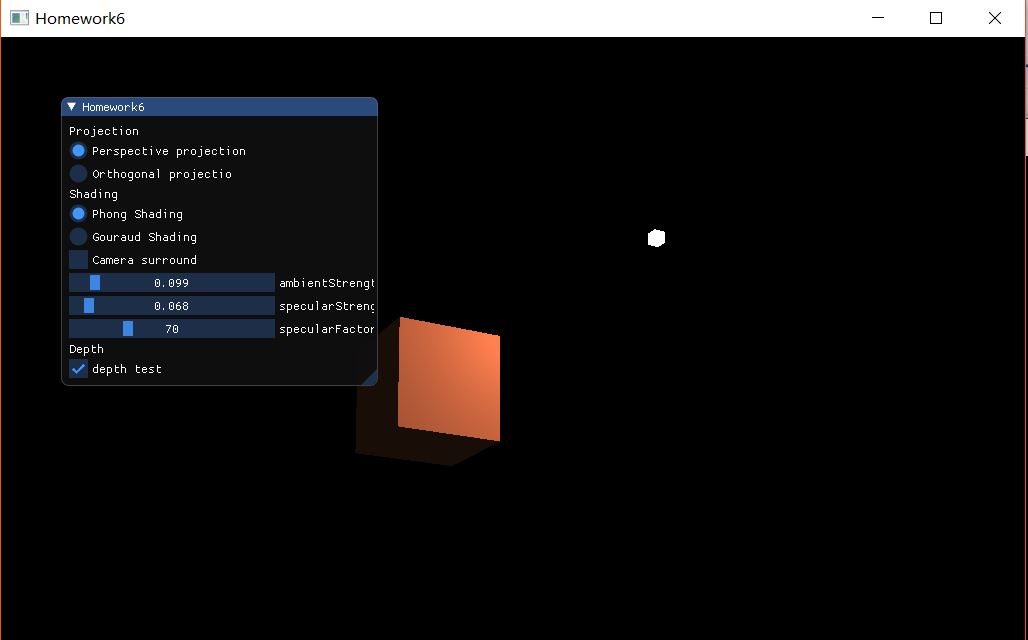 Homework6
Homework6
Projection
Perspective projection
Orthogonal projectio
Shading
Phong Shading
Gouraud Shading
Camera surround
0.099 ambientStrengt
0.068 specularStreng
70 specularFactor
Depth
depth test